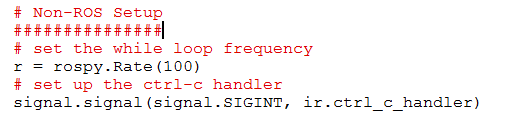 # Non-ROS Setup
###############
# set the while loop frequency
r = rospy.Rate(100)
# set up the ctrl-c handler
signal.signal(signal.SIGINT, ir.ctrl_c_handler)